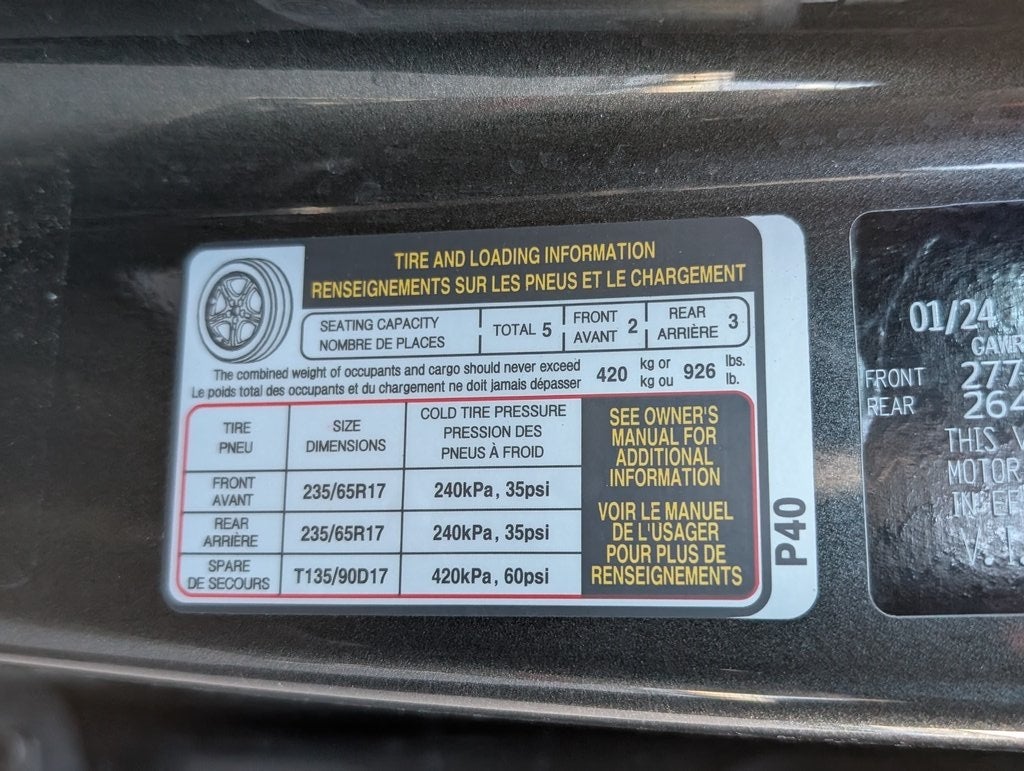 TIRE AND LOADING INFORMATION
RENSEIGNEMENTS SUR LES PNEUS ET LE CHARGEMENT
SEATING CAPACITY
NOMBRE DE PLACES
TOTAL 5
FRONT
AVANT 2
REAR
ARRIÈRE 3
The combined weight of occupants and cargo should never exceed
Le poids total des occupants et du chargement ne doit jamais dépasser
420 kg or
kg ou 926 lbs.
lb.
TIRE
PNEU
SIZE
DIMENSIONS
COLD TIRE PRESSURE
PRESSION DES
PNEUS À FROID
FRONT
AVANT
235/65R17
240kPa, 35psi
REAR
ARRIÈRE
235/65R17
240kPa, 35psi
SPARE
DE SECOURS
T135/90D17
420kPa, 60psi
SEE OWNER'S
MANUAL FOR
ADDITIONAL
INFORMATION
VOIR LE MANUEL
DE L'USAGER
POUR PLUS DE
RENSEIGNEMENTS
P40
01/24
GAWR
FRONT 277
REAR 264
THIS
MOTOR